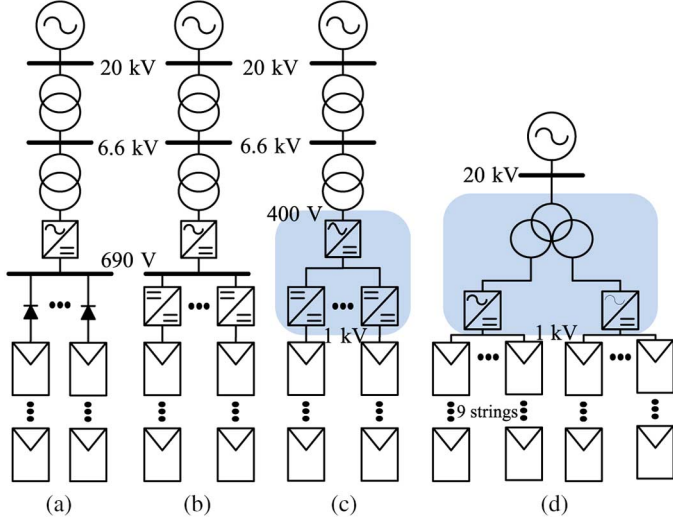 20 kV
20 kV
6.6 kV
6.6 kV
20 kV
400 V
690 V
1 kV
1 kV
9 strings
(a)
(b)
(c)
(d)